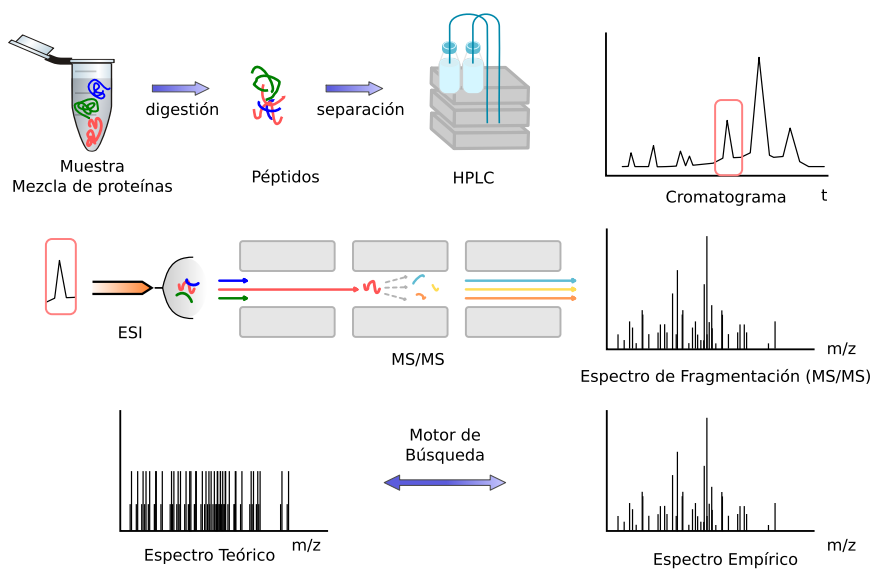 digestión
separación
Muestra
Mezcla de proteínas
Péptidos
HPLC
Cromatograma
t
ESI
MS/MS
m/z
Espectro de Fragmentación (MS/MS)
Motor de
Búsqueda
Espectro Teórico
m/z
Espectro Empírico
m/z